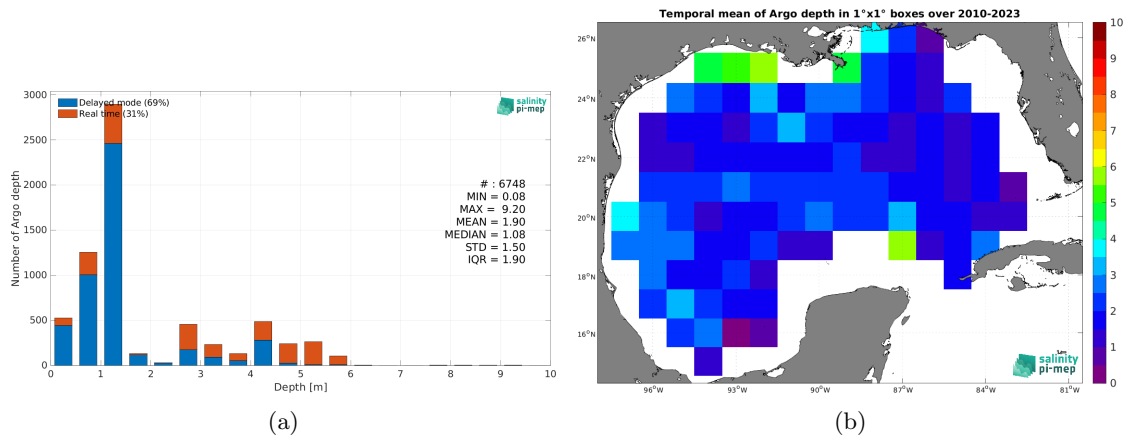 3000
2500
2000
1500
1000
500
0
Number of Argo depth
Delayed mode (69%)
Real time (31%)
salinity
pi-mep
# : 6748
MIN = 0.08
MAX = 9.20
MEAN = 1.90
MEDIAN = 1.08
STD = 1.50
IQR = 1.90
0 1 2 3 4 5 6 7 8 9 10
Depth [m]
(a)
Temporal mean of Argo depth in 1°x1° boxes over 2010-2023
26°N
24°N
22°N
20°N
18°N
16°N
96°W 93°W 90°W 87°W 84°W 81°W
salinity
pi-mep
10
9
8
7
6
5
4
3
2
1
0
(b)